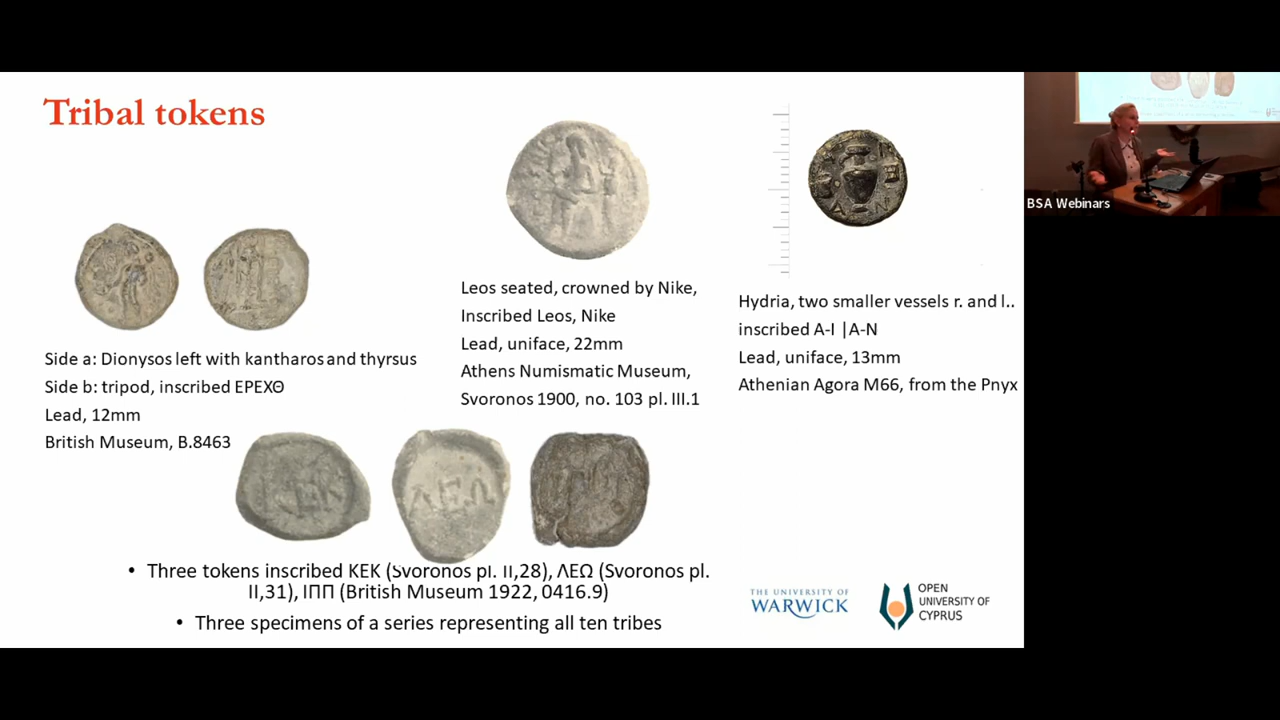 Tribal tokens
Side a: Dionysos left with kantharos and thyrsus
Side b: tripod, inscribed ΕΡΕΧΘ
Lead, 12mm
British Museum, B.8463
Leos seated, crowned by Nike,
Inscribed Leos, Nike
Lead, uniface, 22mm
Athens Numismatic Museum,
Svoronos 1900, no. 103 pl. III.1
Hydria, two smaller vessels r. and l..
inscribed A-I |A-N
Lead, uniface, 13mm
Athenian Agora M66, from the Pnyx
ΚΕΚ
ΛΕΩ
• Three tokens inscribed ΚΕΚ (Svoronos pl. II,28), ΛΕΩ (Svoronos pl.
II,31), ΙΠΠ (British Museum 1922, 0416.9)
• Three specimens of a series representing all ten tribes
THE UNIVERSITY OF
WARWICK
OPEN
UNIVERSITY OF
CYPRUS
BSA Webinars